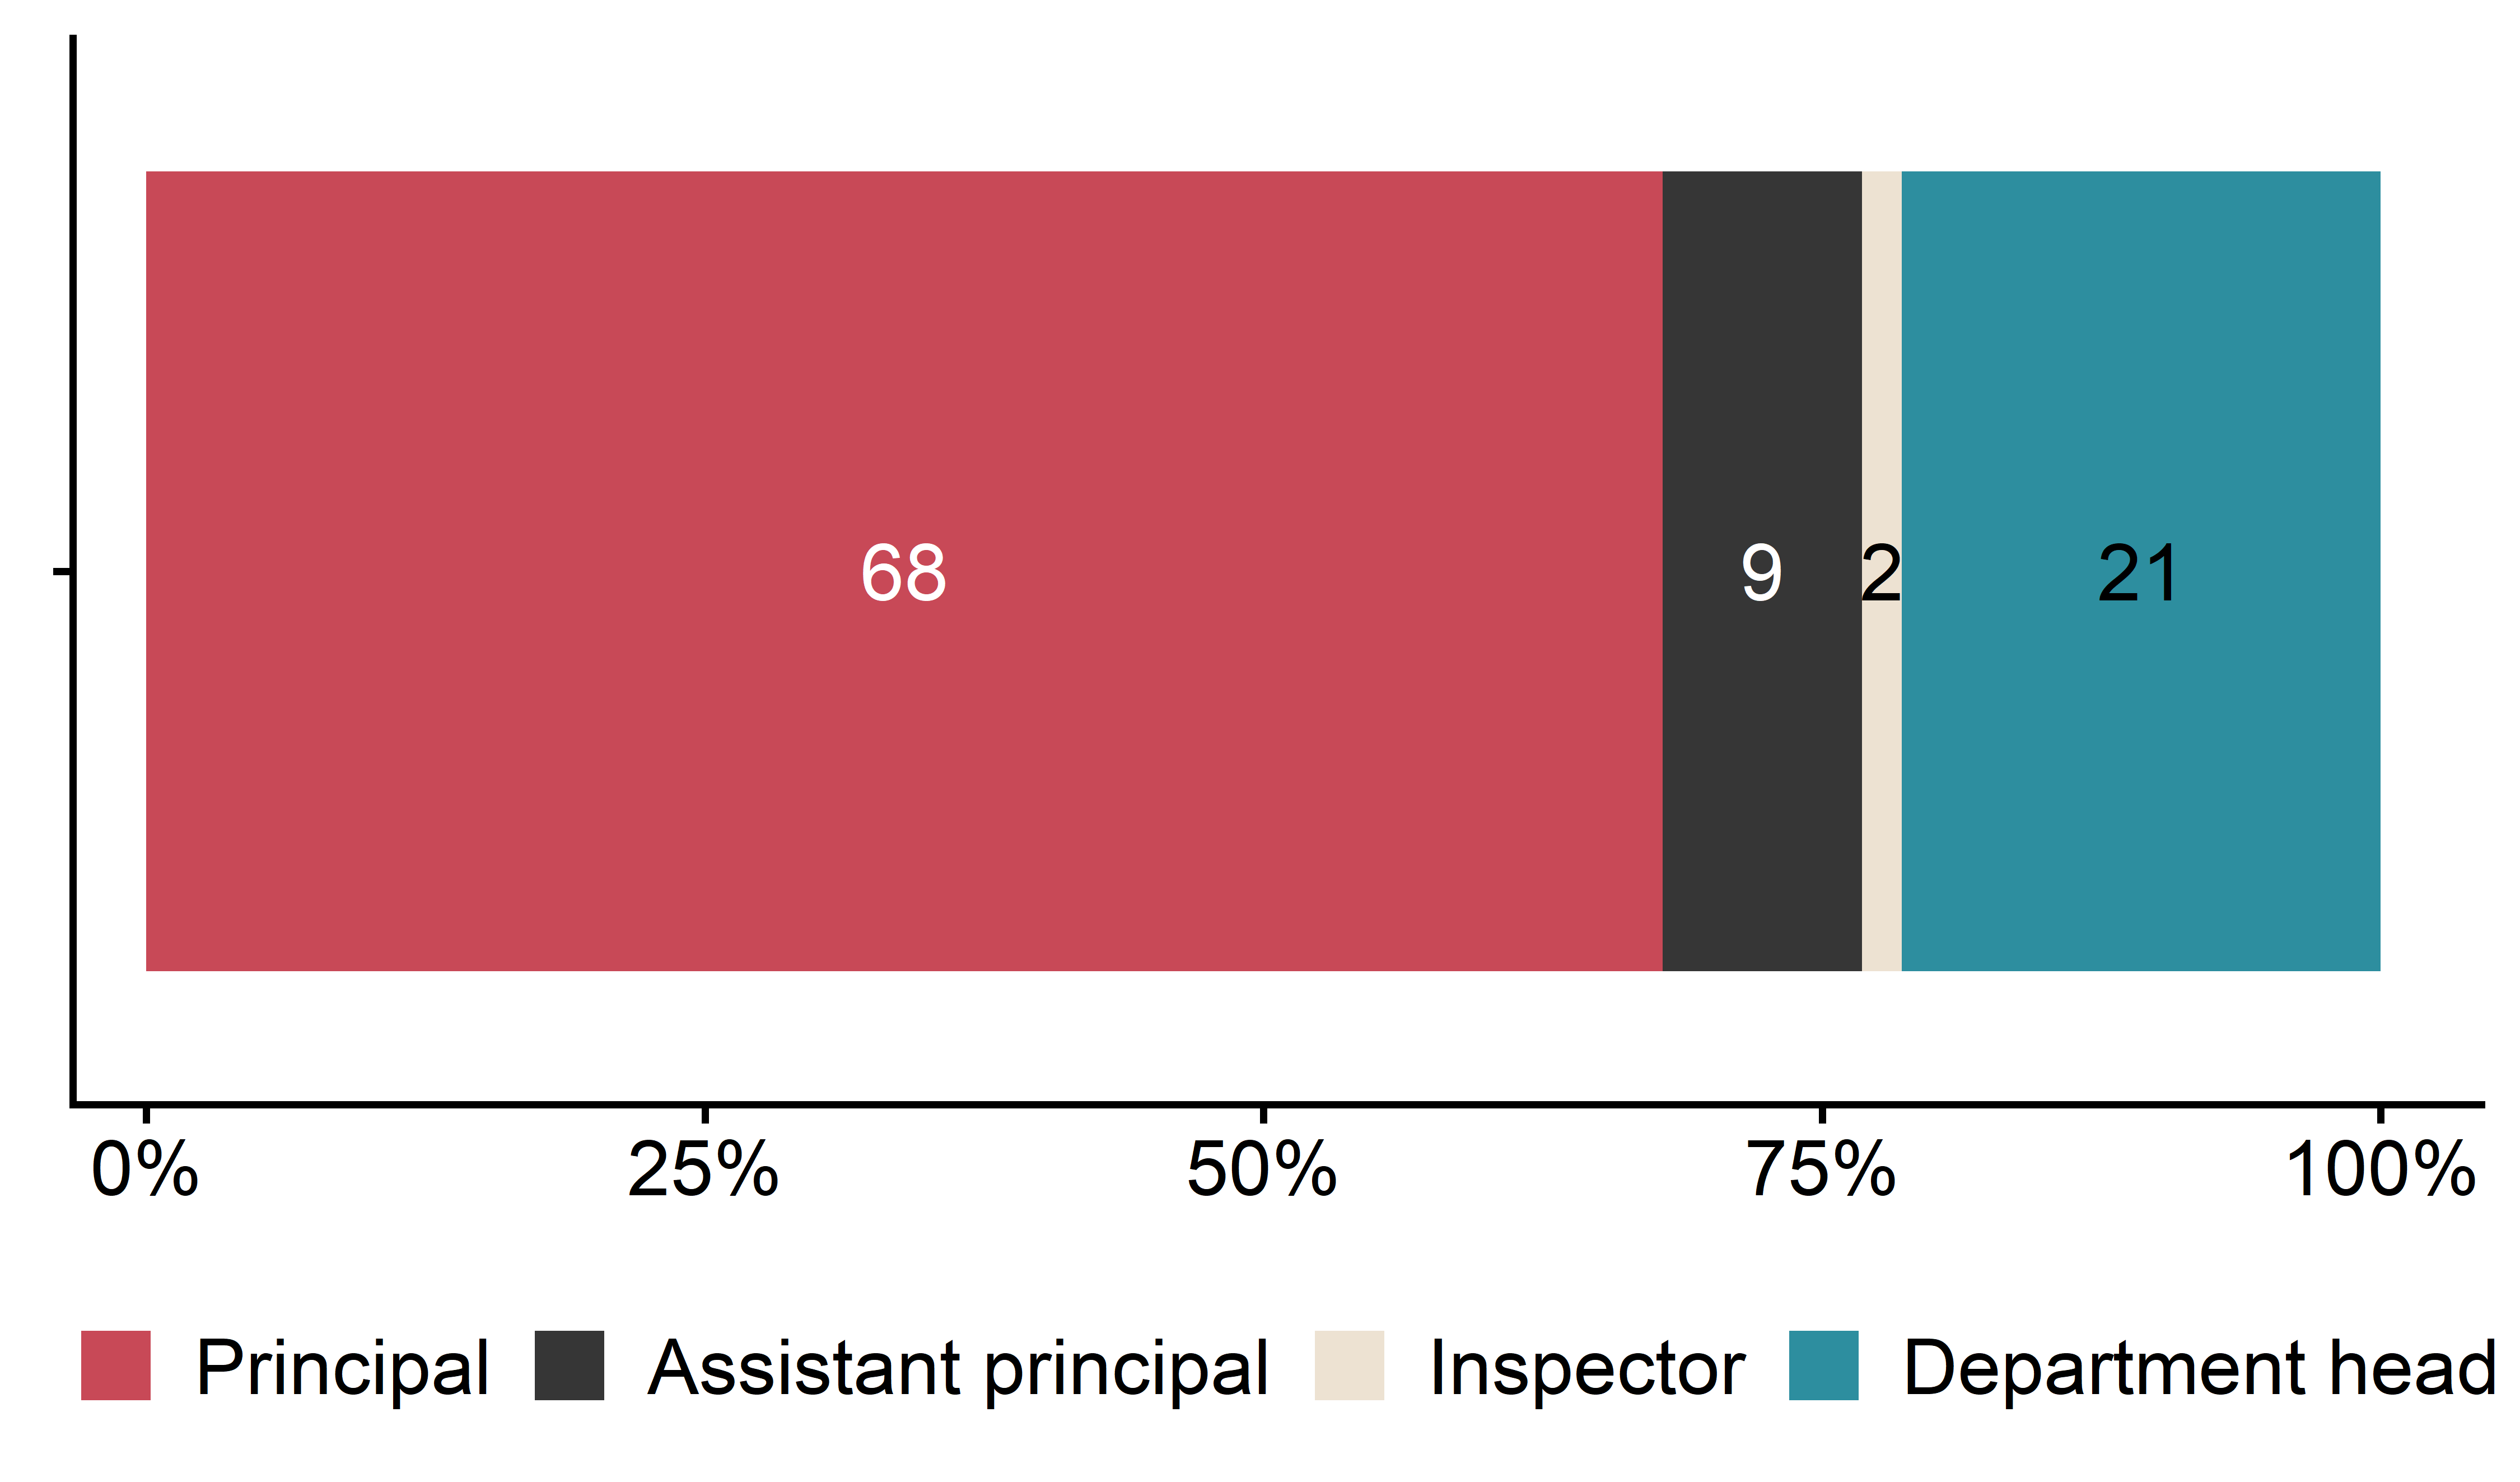 68 9 2 21
0% 25% 50% 75% 100%
Principal Assistant principal Inspector Department head